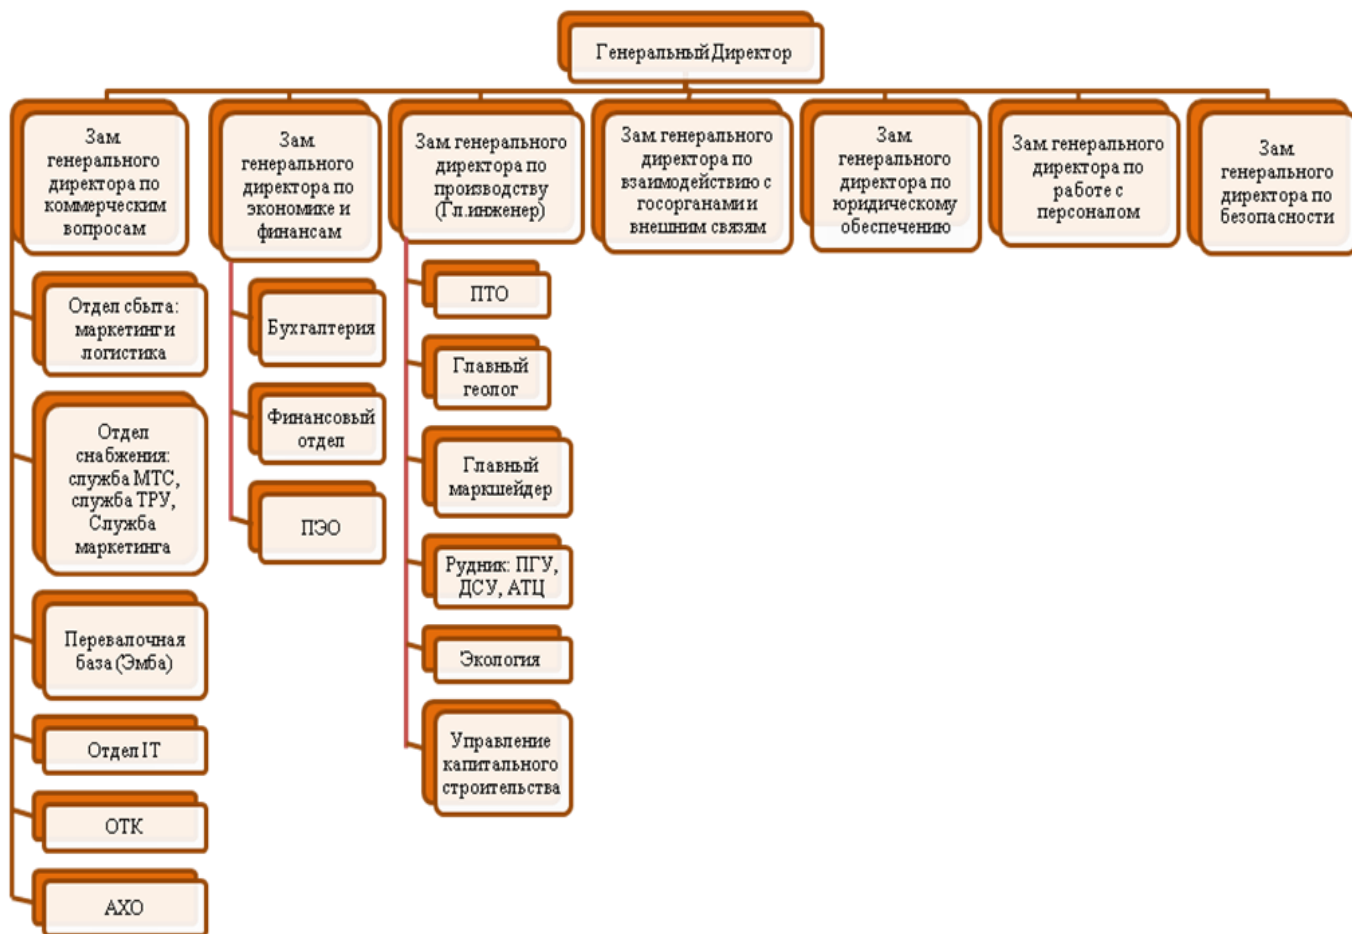 Генеральный Директор
Зам.
генерального
директора по
коммерческим
вопросам
Зам.
генерального
директора по
экономике и
финансам
Зам. генерального
директора по
производству
(Гл.инженер)
Зам. генерального
директора по
взаимодействию с
госорганами и
внешним связям
Зам.
генерального
директора по
юридическому
обеспечению
Зам. генерального
директора по
работе с
персоналом
Зам.
генерального
директора по
безопасности
Отдел сбыта:
маркетинг и
логистика
Отдел
снабжения:
служба МТС,
служба ТРУ,
Служба
маркетинга
Перевалочная
база (Эмба)
Отдел IT
ОТК
АХО
Бухгалтерия
Финансовый
отдел
ПЭО
ПТО
Главный
геолог
Главный
маркшейдер
Рудник: ПГУ,
ДСУ, АТЦ
Экология
Управление
капитального
строительства